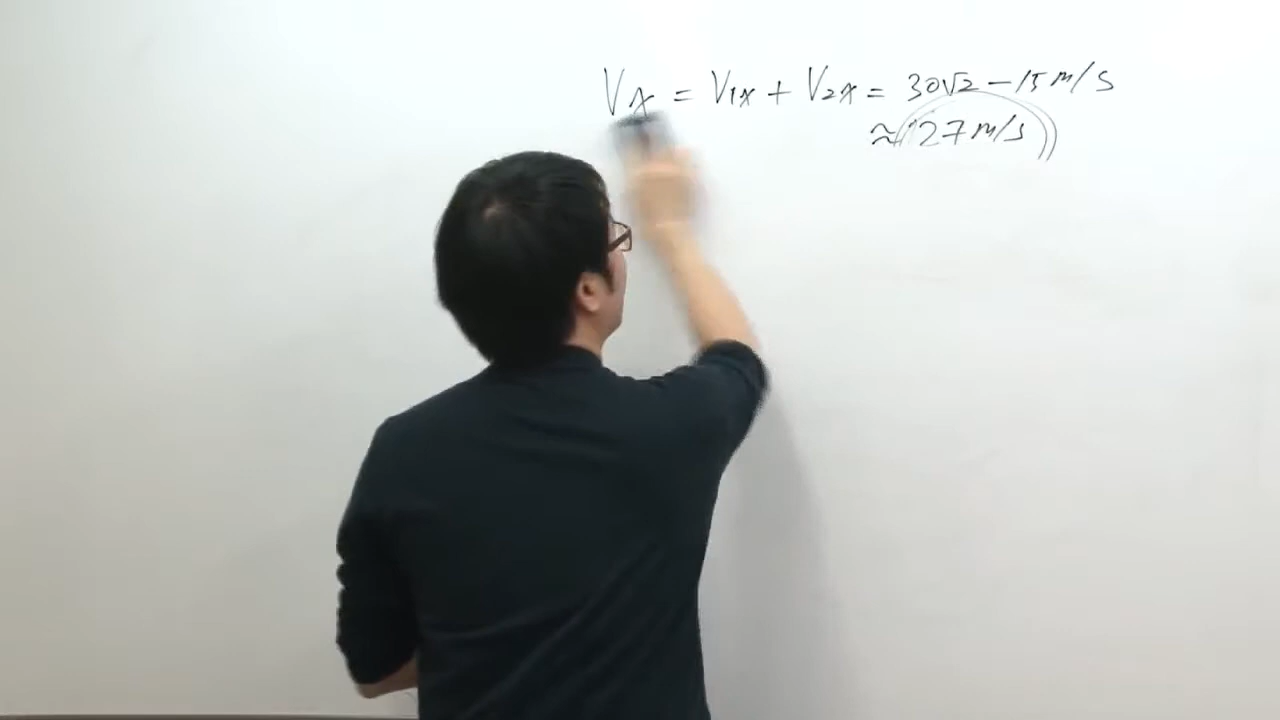 Vx = V1x + V2x = 30√2 - 15 m/s
≈ 27 m/s